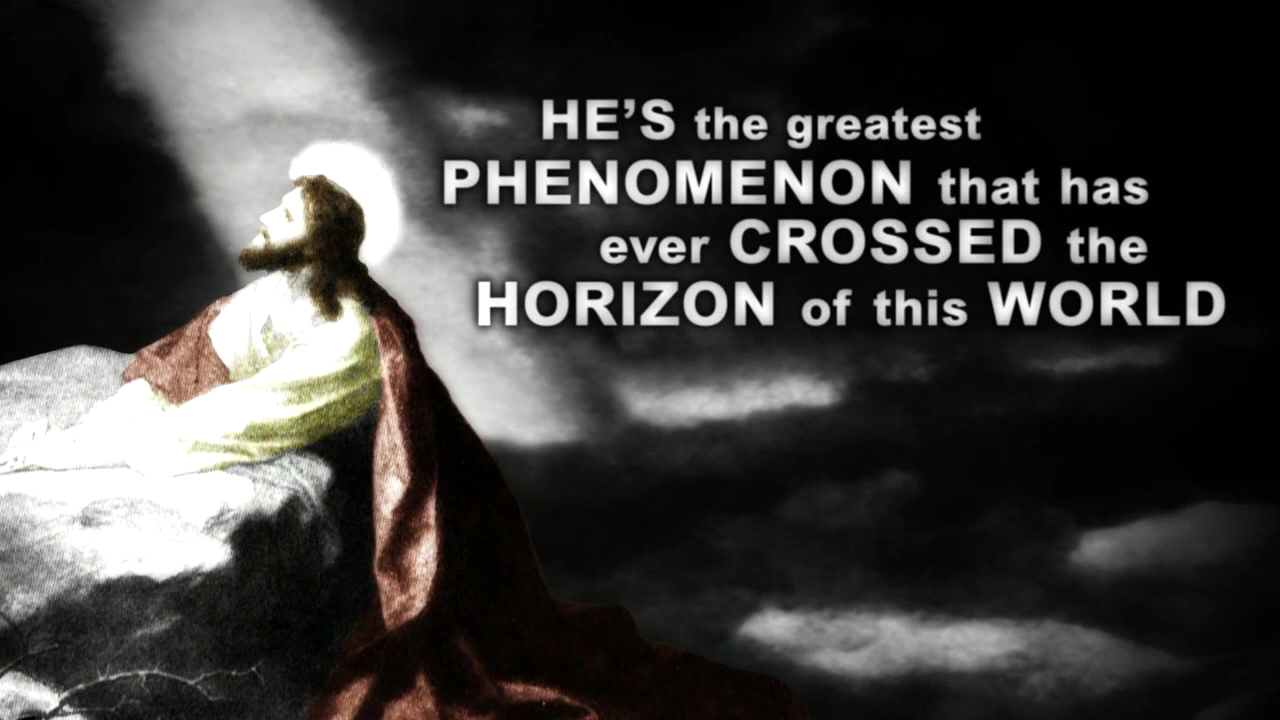 HE’S the greatest
PHENOMENON that has
ever CROSSED the
HORIZON of this WORLD